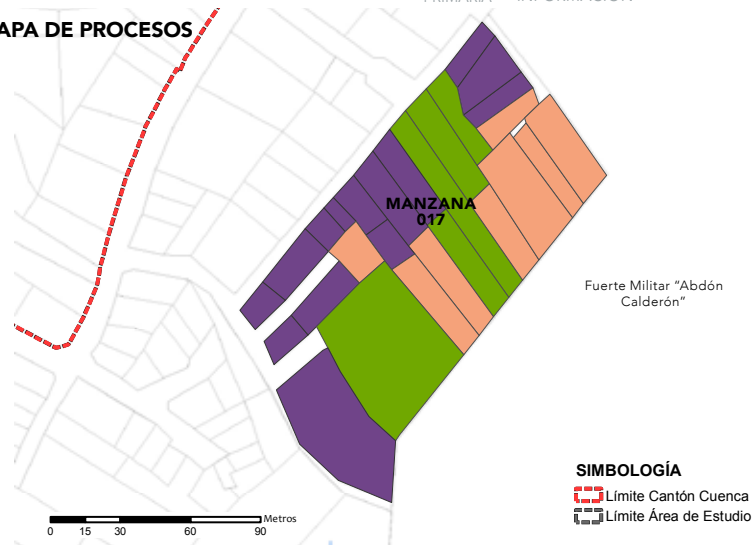 APA DE PROCESOS
MANZANA
017
Fuerte Militar "Abdón
Calderón"
SIMBOLOGÍA
Límite Cantón Cuenca
Límite Área de Estudio
Metros
0 15 30 60 90